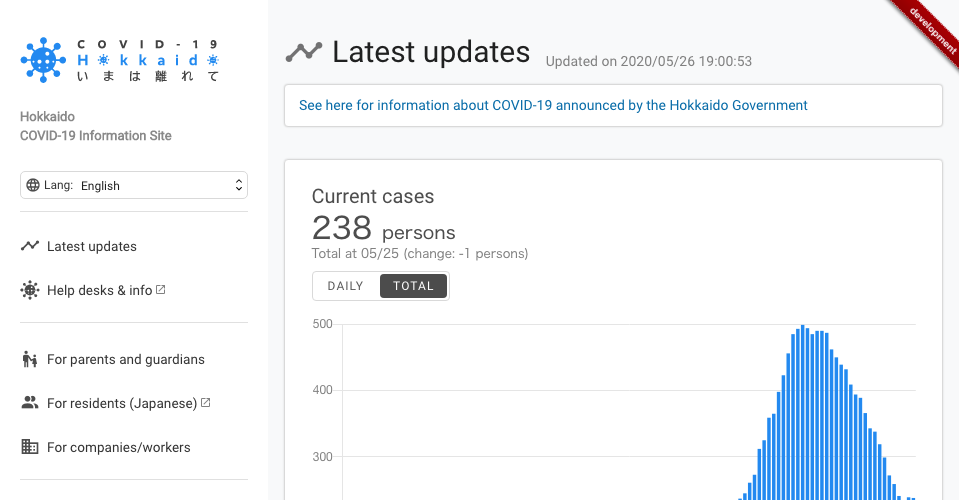 COVID-19
Hokkaido
いまは離れて
Hokkaido
COVID-19 Information Site
Lang: English
Latest updates
Help desks & info
For parents and guardians
For residents (Japanese)
For companies/workers
Latest updates Updated on 2020/05/26 19:00:53
development
See here for information about COVID-19 announced by the Hokkaido Government
Current cases
238 persons
Total at 05/25 (change: -1 persons)
DAILY TOTAL
500
400
300